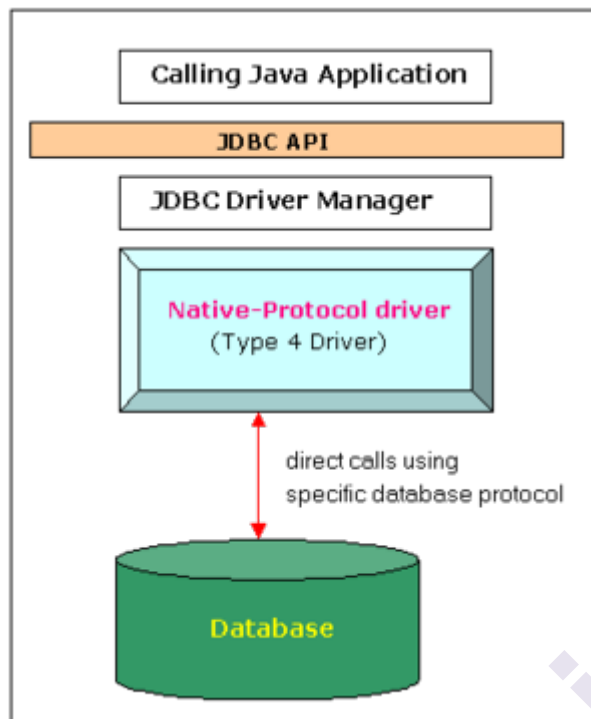 Calling Java Application
JDBC API
JDBC Driver Manager
Native-Protocol driver
(Type 4 Driver)
direct calls using
specific database protocol
Database